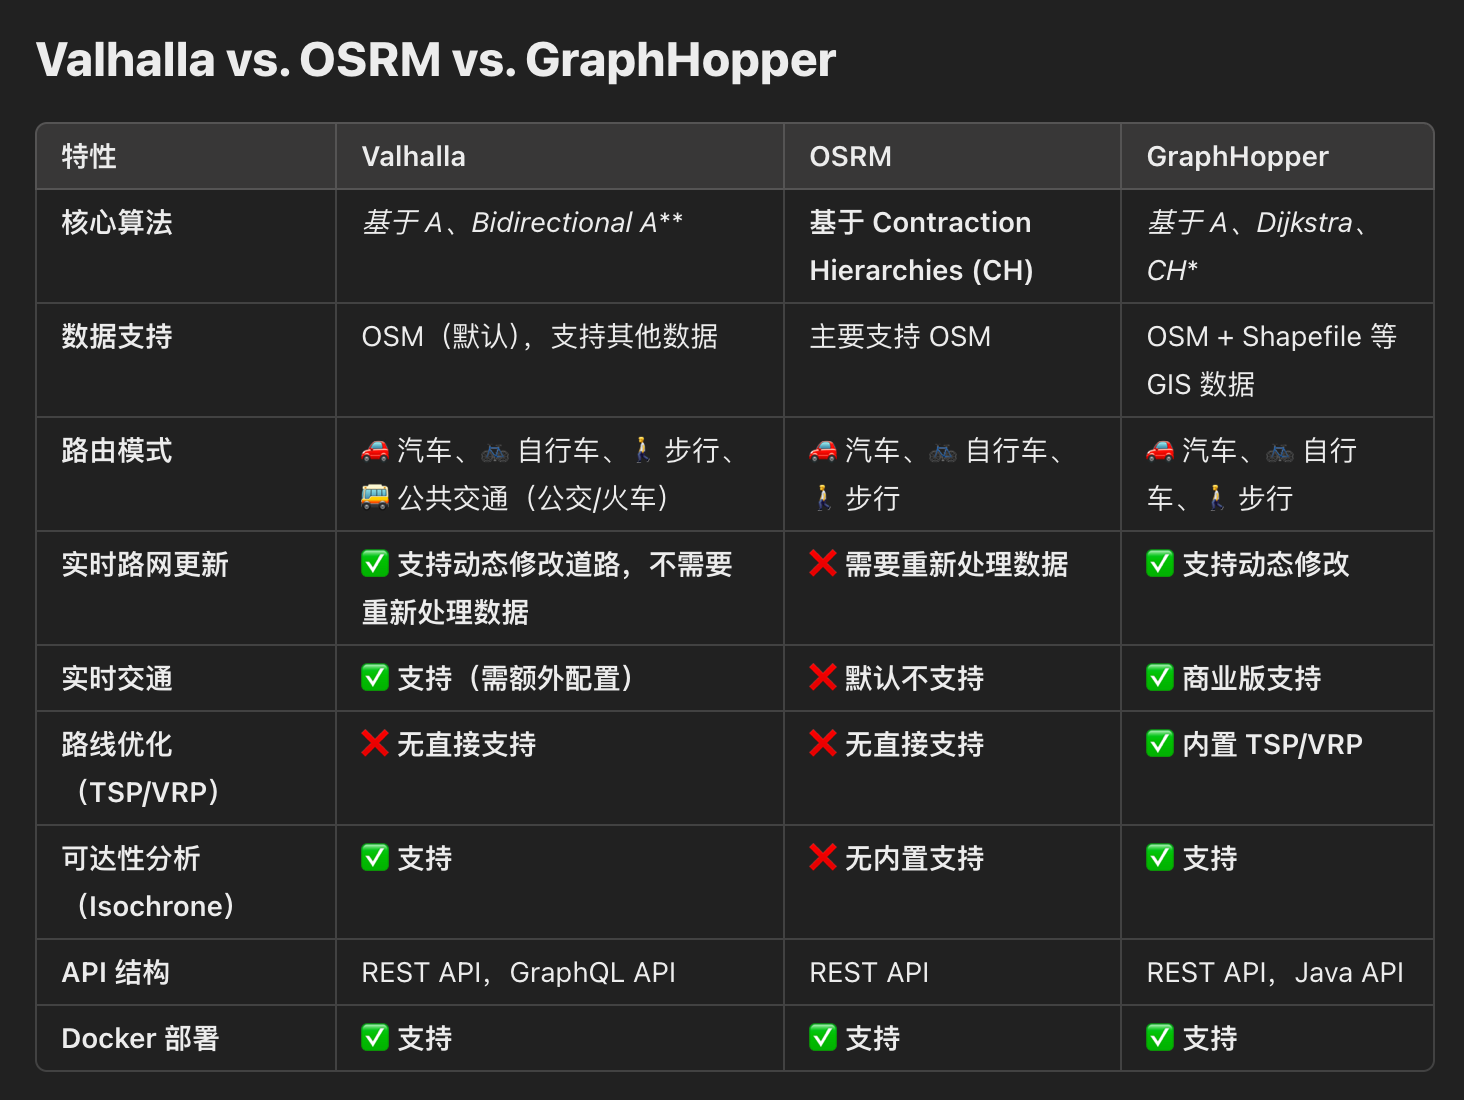 Valhalla vs. OSRM vs. GraphHopper
特性
Valhalla
OSRM
GraphHopper
核心算法
基于 A、Bidirectional A**
基于 Contraction
Hierarchies (CH)
基于 A、Dijkstra、
CH*
数据支持
OSM（默认），支持其他数据
主要支持 OSM
OSM + Shapefile 等
GIS 数据
路由模式
🚗 汽车、🚲 自行车、🚶 步行、
🚌 公共交通（公交/火车）
🚗 汽车、🚲 自行车、
🚶 步行
🚗 汽车、🚲 自行
车、🚶 步行
实时路网更新
✅ 支持动态修改道路，不需要
重新处理数据
❌ 需要重新处理数据
✅ 支持动态修改
实时交通
✅ 支持（需额外配置）
❌ 默认不支持
✅ 商业版支持
路线优化
（TSP/VRP）
❌ 无直接支持
❌ 无直接支持
✅ 内置 TSP/VRP
可达性分析
（Isochrone）
✅ 支持
❌ 无内置支持
✅ 支持
API 结构
REST API，GraphQL API
REST API
REST API，Java API
Docker 部署
✅ 支持
✅ 支持
✅ 支持